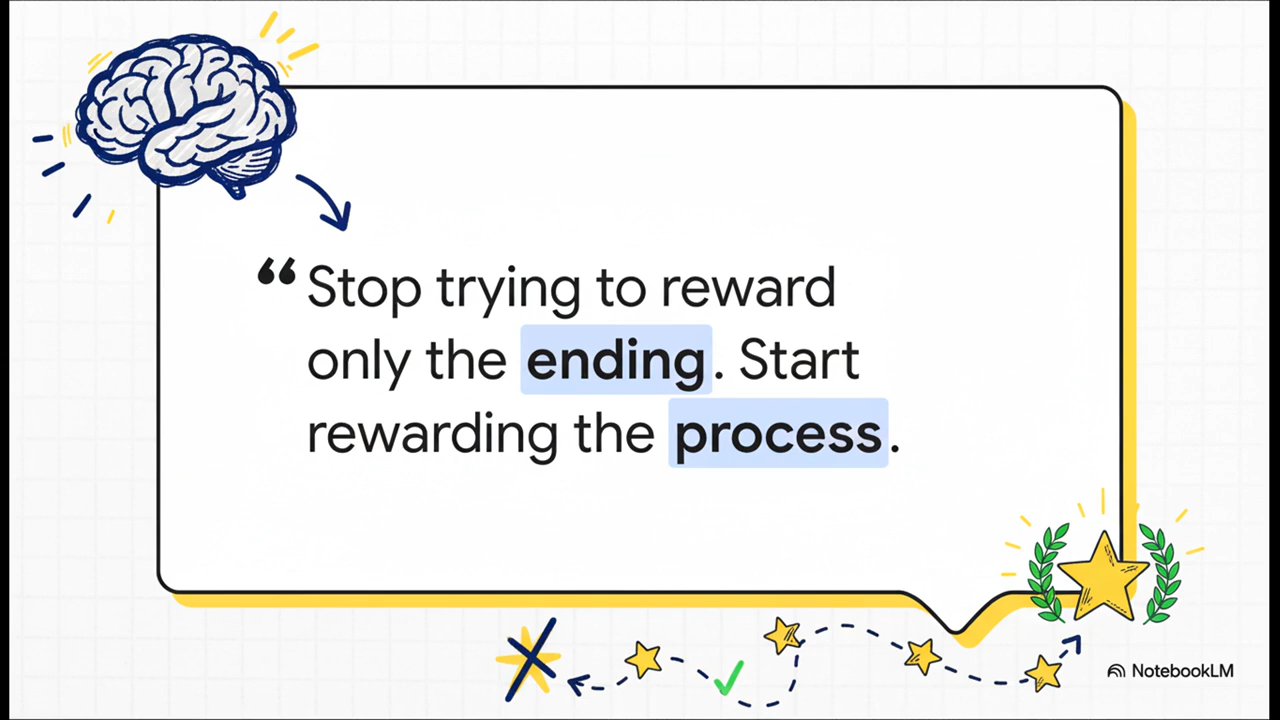 “Stop trying to reward
only the ending. Start
rewarding the process.
NotebookLM